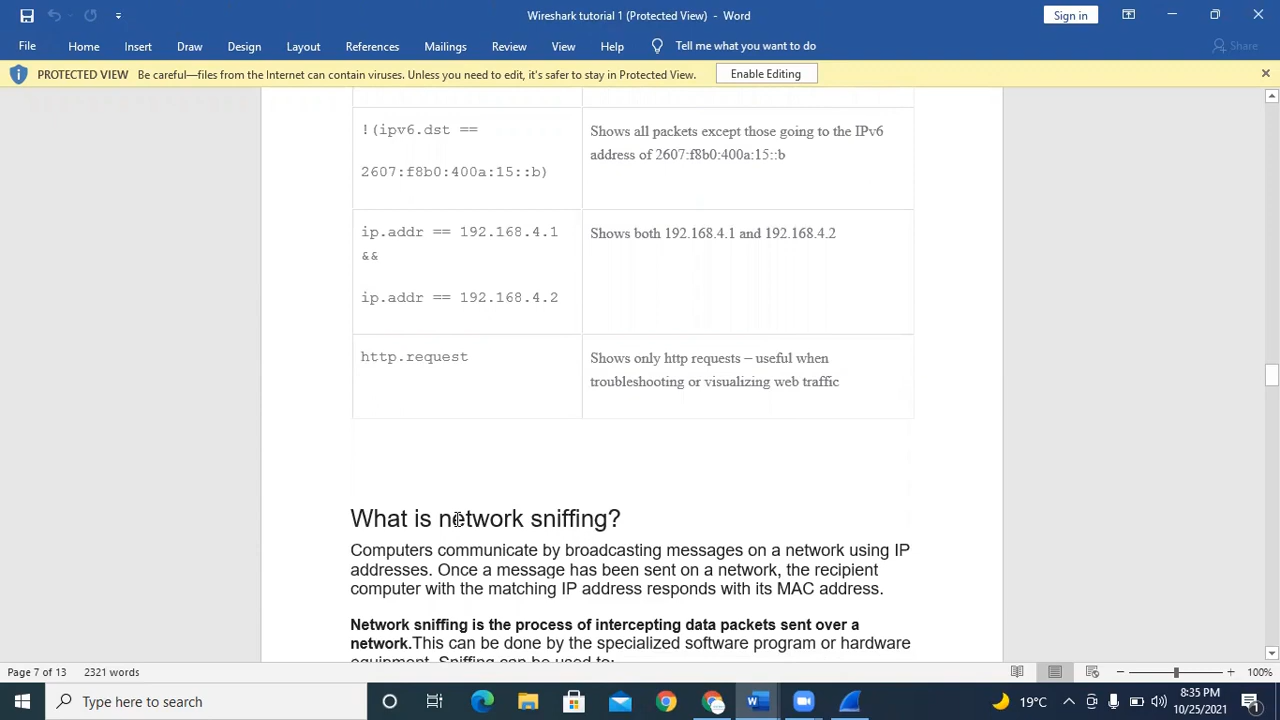 Wireshark tutorial 1 (Protected View) - Word
Sign in
File Home Insert Draw Design Layout References Mailings Review View Help Tell me what you want to do Share
PROTECTED VIEW Be careful—files from the Internet can contain viruses. Unless you need to edit, it's safer to stay in Protected View. Enable Editing
!(ipv6.dst ==
2607:f8b0:400a:15::b)
Shows all packets except those going to the IPv6
address of 2607:f8b0:400a:15::b
ip.addr == 192.168.4.1
&&
ip.addr == 192.168.4.2
Shows both 192.168.4.1 and 192.168.4.2
http.request
Shows only http requests – useful when
troubleshooting or visualizing web traffic
What is network sniffing?
Computers communicate by broadcasting messages on a network using IP
addresses. Once a message has been sent on a network, the recipient
computer with the matching IP address responds with its MAC address.
Network sniffing is the process of intercepting data packets sent over a
network.This can be done by the specialized software program or hardware
equipment. Sniffing can be used to:
Page 7 of 13 2321 words
100%
Type here to search
19°C
8:35 PM
10/25/2021
1